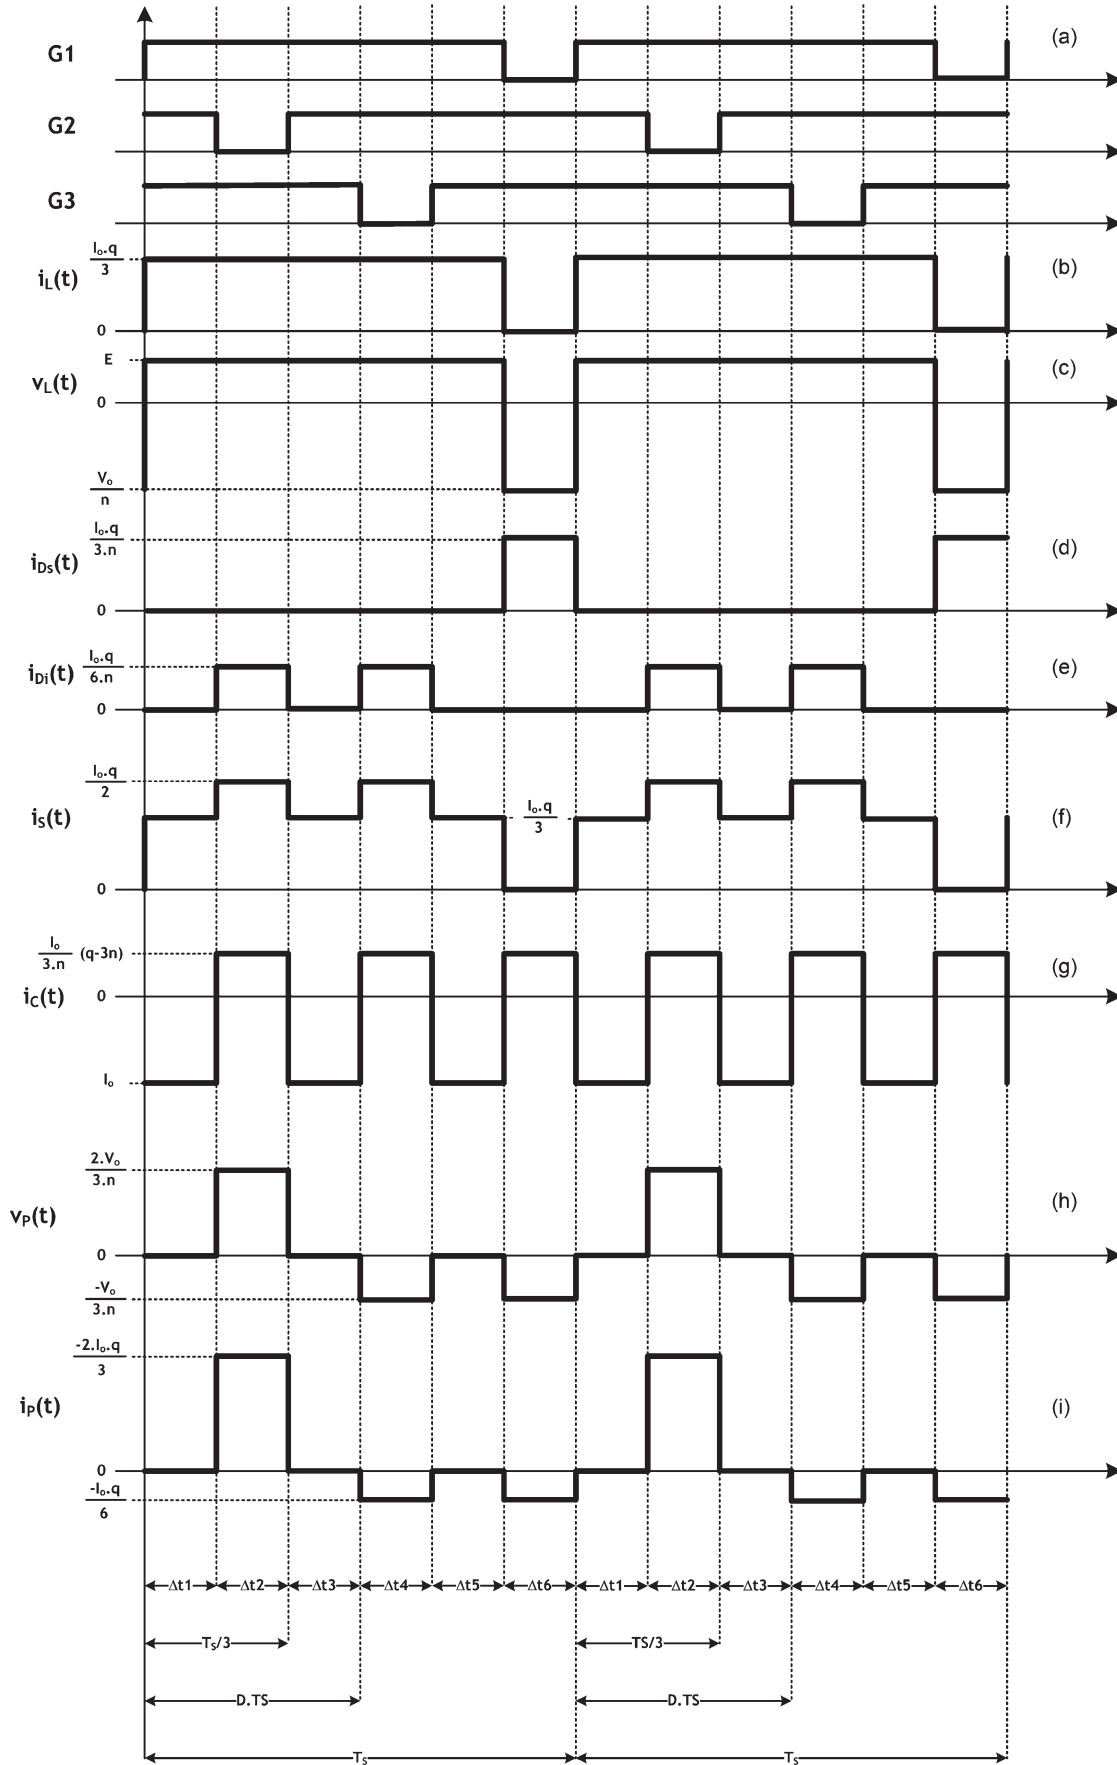 G1
(a)
G2
G3
Iₒ.q
3
iL(t)
(b)
0
E
vL(t)
(c)
0
Vₒ
n
Iₒ.q
3.n
iDs(t)
(d)
0
Iₒ.q
6.n
iDi(t)
(e)
0
Iₒ.q
2
iS(t)
Iₒ.q
3
(f)
0
Iₒ
3.n
(q-3n)
iC(t)
0
(g)
Iₒ
2.Vₒ
3.n
vP(t)
(h)
0
-Vₒ
3.n
-2.Iₒ.q
3
iP(t)
(i)
0
-Iₒ.q
6
Δt1 Δt2 Δt3 Δt4 Δt5 Δt6 Δt1 Δt2 Δt3 Δt4 Δt5 Δt6
TS/3 TS/3
D.TS D.TS
TS TS